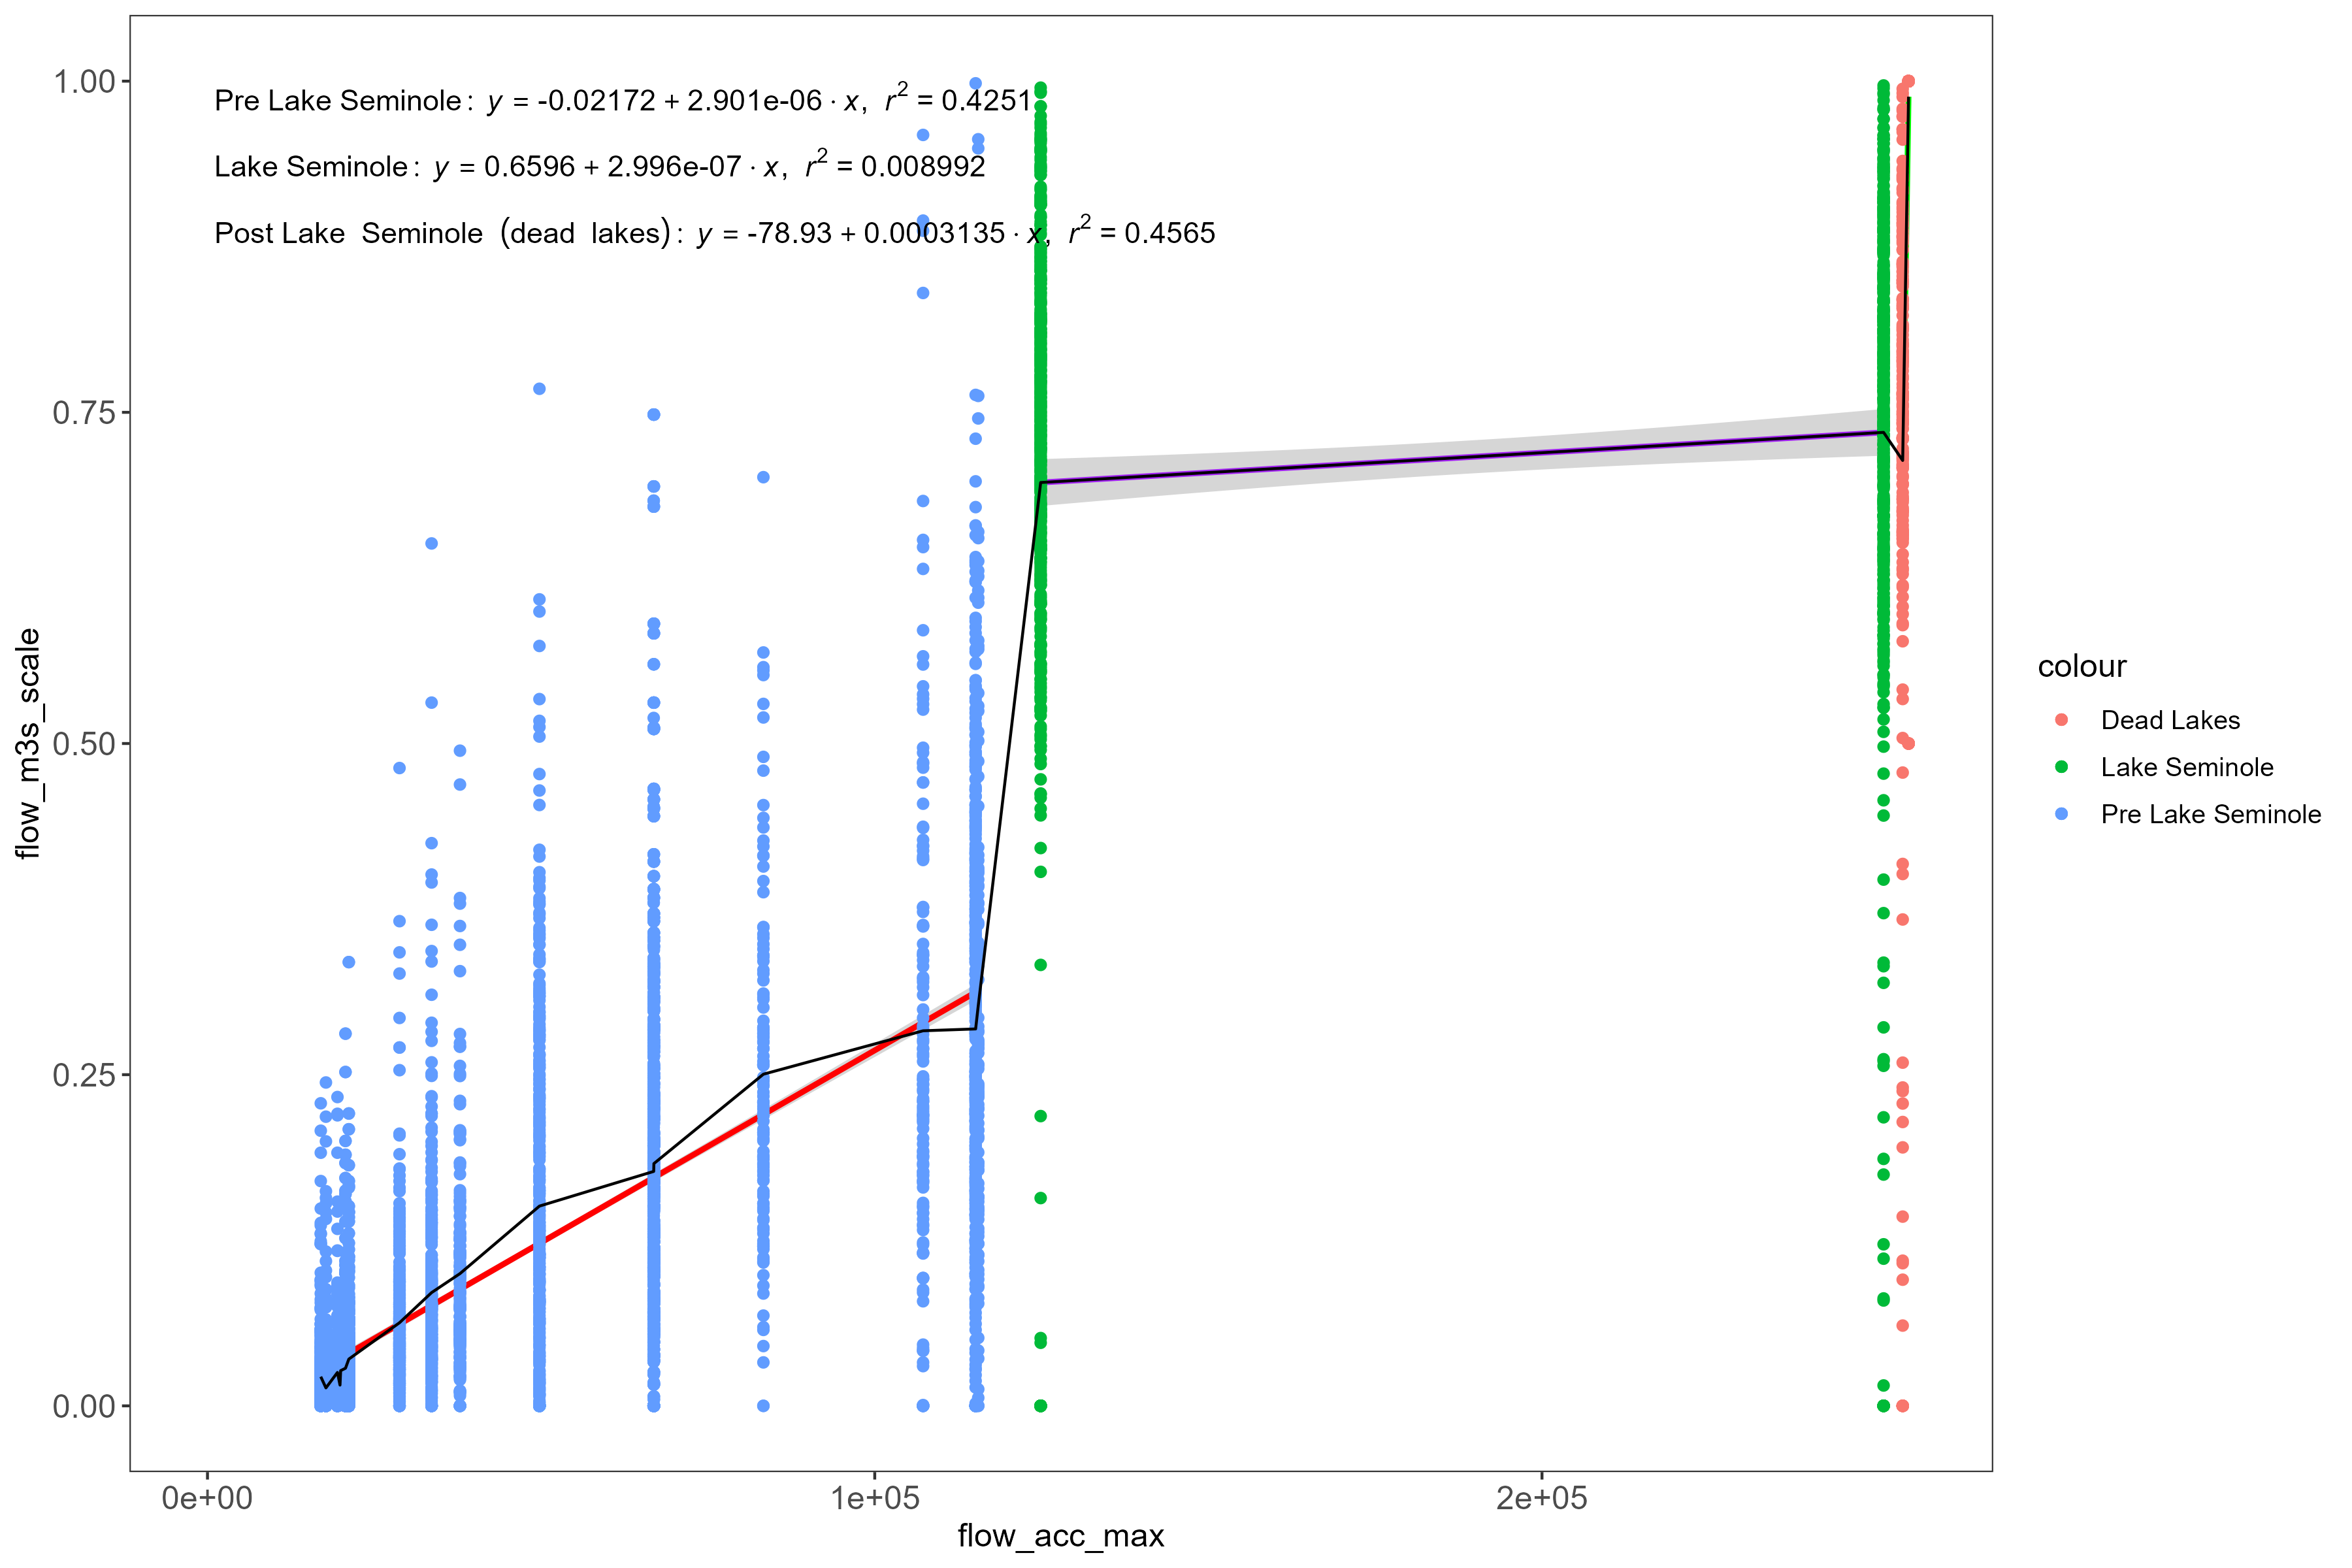 1.00
0.75
0.50
0.25
0.00
flow_m3s_scale
Pre Lake Seminole: y = -0.02172 + 2.901e-06 · x, r² = 0.4251
Lake Seminole: y = 0.6596 + 2.996e-07 · x, r² = 0.008992
Post Lake Seminole (dead lakes): y = -78.93 + 0.0003135 · x, r² = 0.4565
0e+00 1e+05 2e+05
flow_acc_max
colour
Dead Lakes
Lake Seminole
Pre Lake Seminole